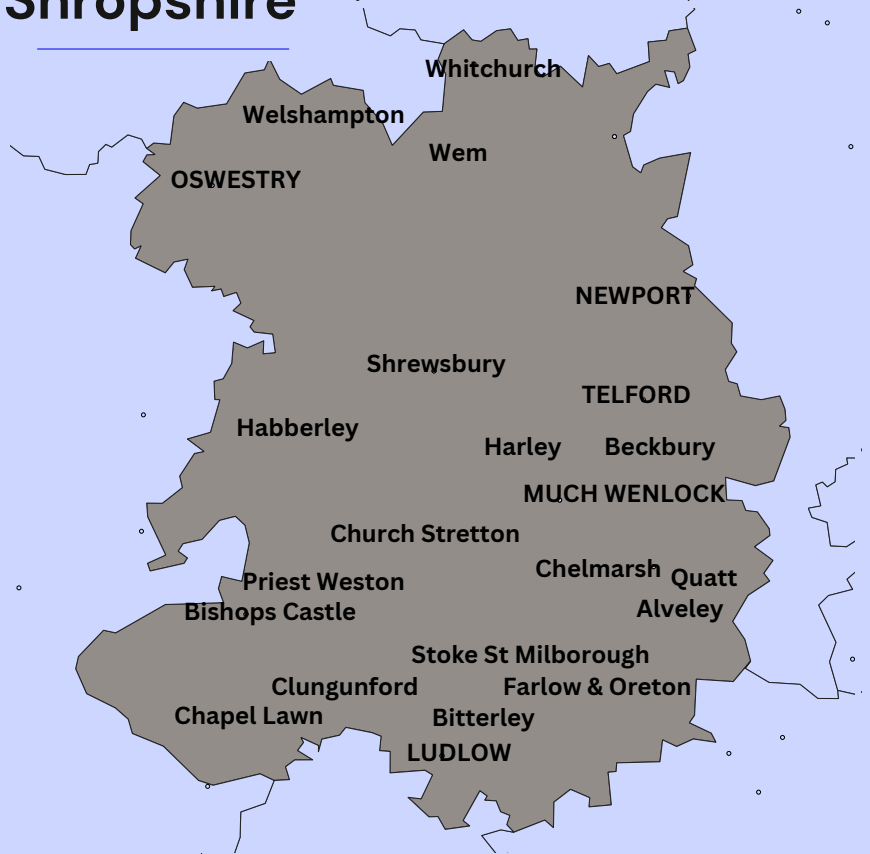 Shropshire
Whitchurch
Welshampton
Wem
OSWESTRY
NEWPORT
Shrewsbury
TELFORD
Habberley
Harley
Beckbury
MUCH WENLOCK
Church Stretton
Chelmarsh
Quatt
Priest Weston
Bishops Castle
Alveley
Stoke St Milborough
Clungunford
Farlow & Oreton
Chapel Lawn
Bitterley
LUDLOW